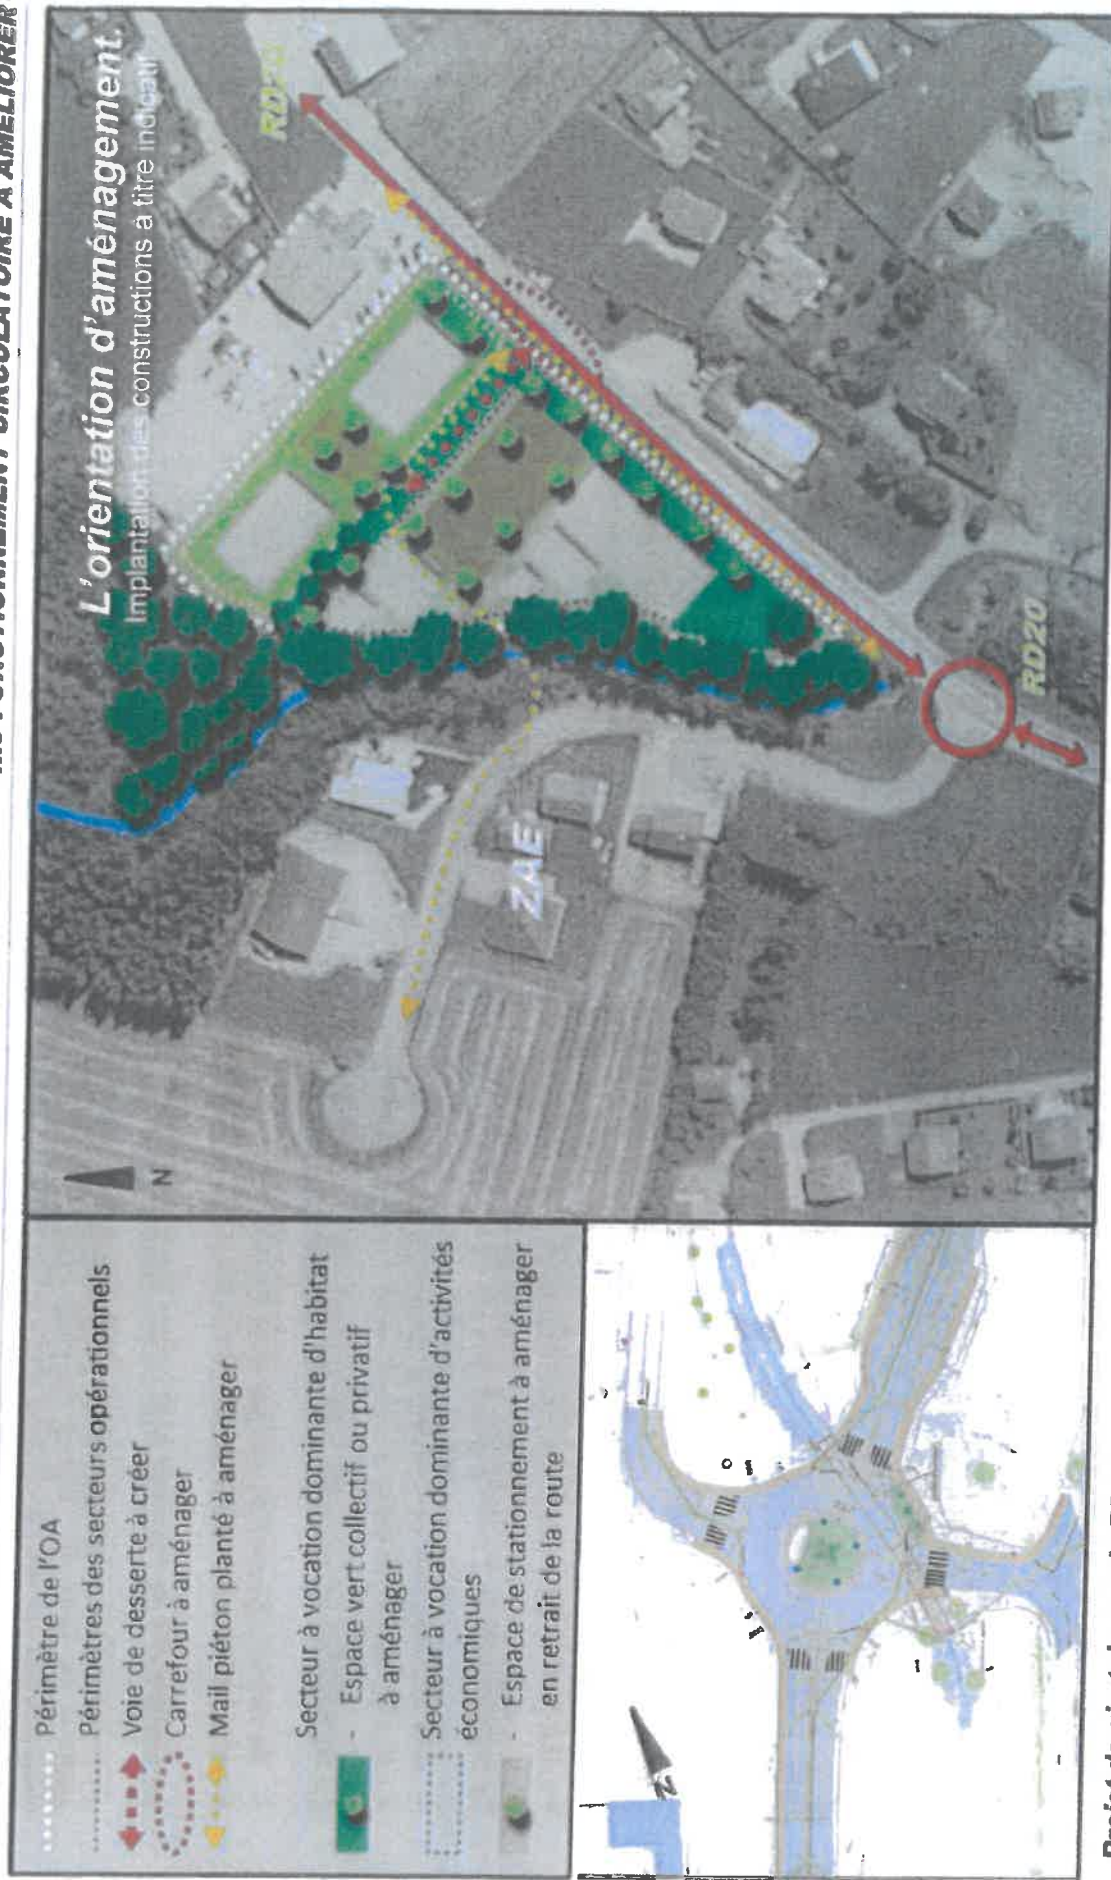 L'orientation d'aménagement.
Implantation des constructions à titre indicatif
RD20
ZAE
RD20
N
Périmètre de l'OA
Périmètres des secteurs opérationnels
Voie de desserte à créer
Carrefour à aménager
Mail piéton planté à aménager
Secteur à vocation dominante d'habitat
- Espace vert collectif ou privatif
à aménager
Secteur à vocation dominante d'activités
économiques
- Espace de stationnement à aménager
en retrait de la route
N